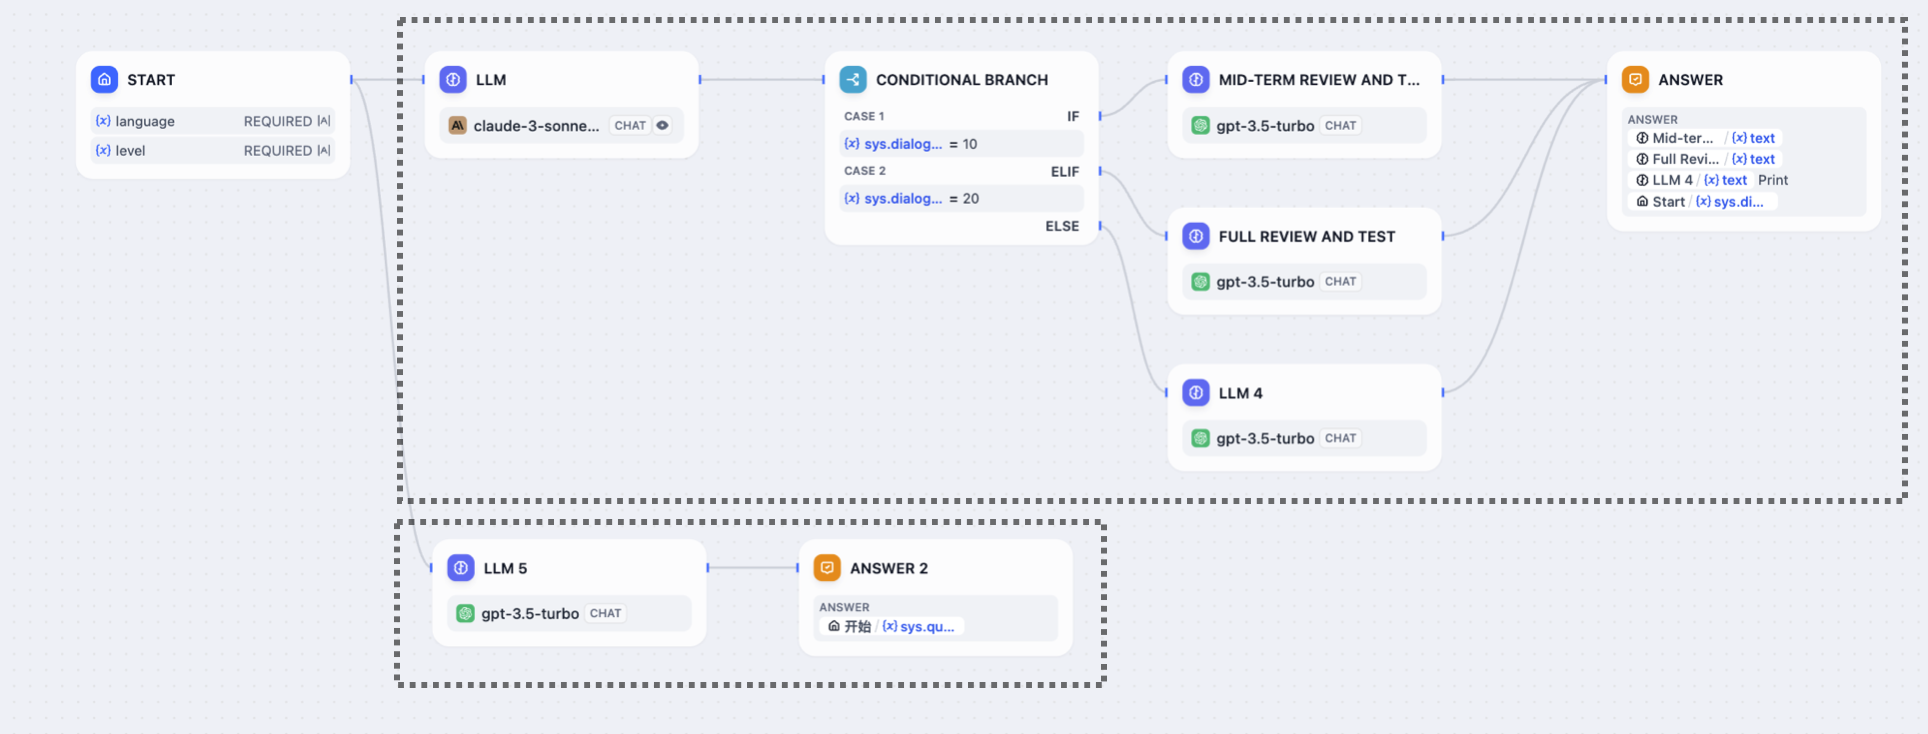 START
(x) language REQUIRED
(x) level REQUIRED
LLM
claude-3-sonne... CHAT
CONDITIONAL BRANCH
CASE 1 IF
(x) sys.dialog... = 10
CASE 2 ELIF
(x) sys.dialog... = 20
ELSE
MID-TERM REVIEW AND T...
gpt-3.5-turbo CHAT
FULL REVIEW AND TEST
gpt-3.5-turbo CHAT
LLM 4
gpt-3.5-turbo CHAT
ANSWER
ANSWER
Mid-ter... / (x) text
Full Revi... / (x) text
LLM 4 / (x) text Print
Start / (x) sys.di...
LLM 5
gpt-3.5-turbo CHAT
ANSWER 2
ANSWER
开始 / (x) sys.qu...